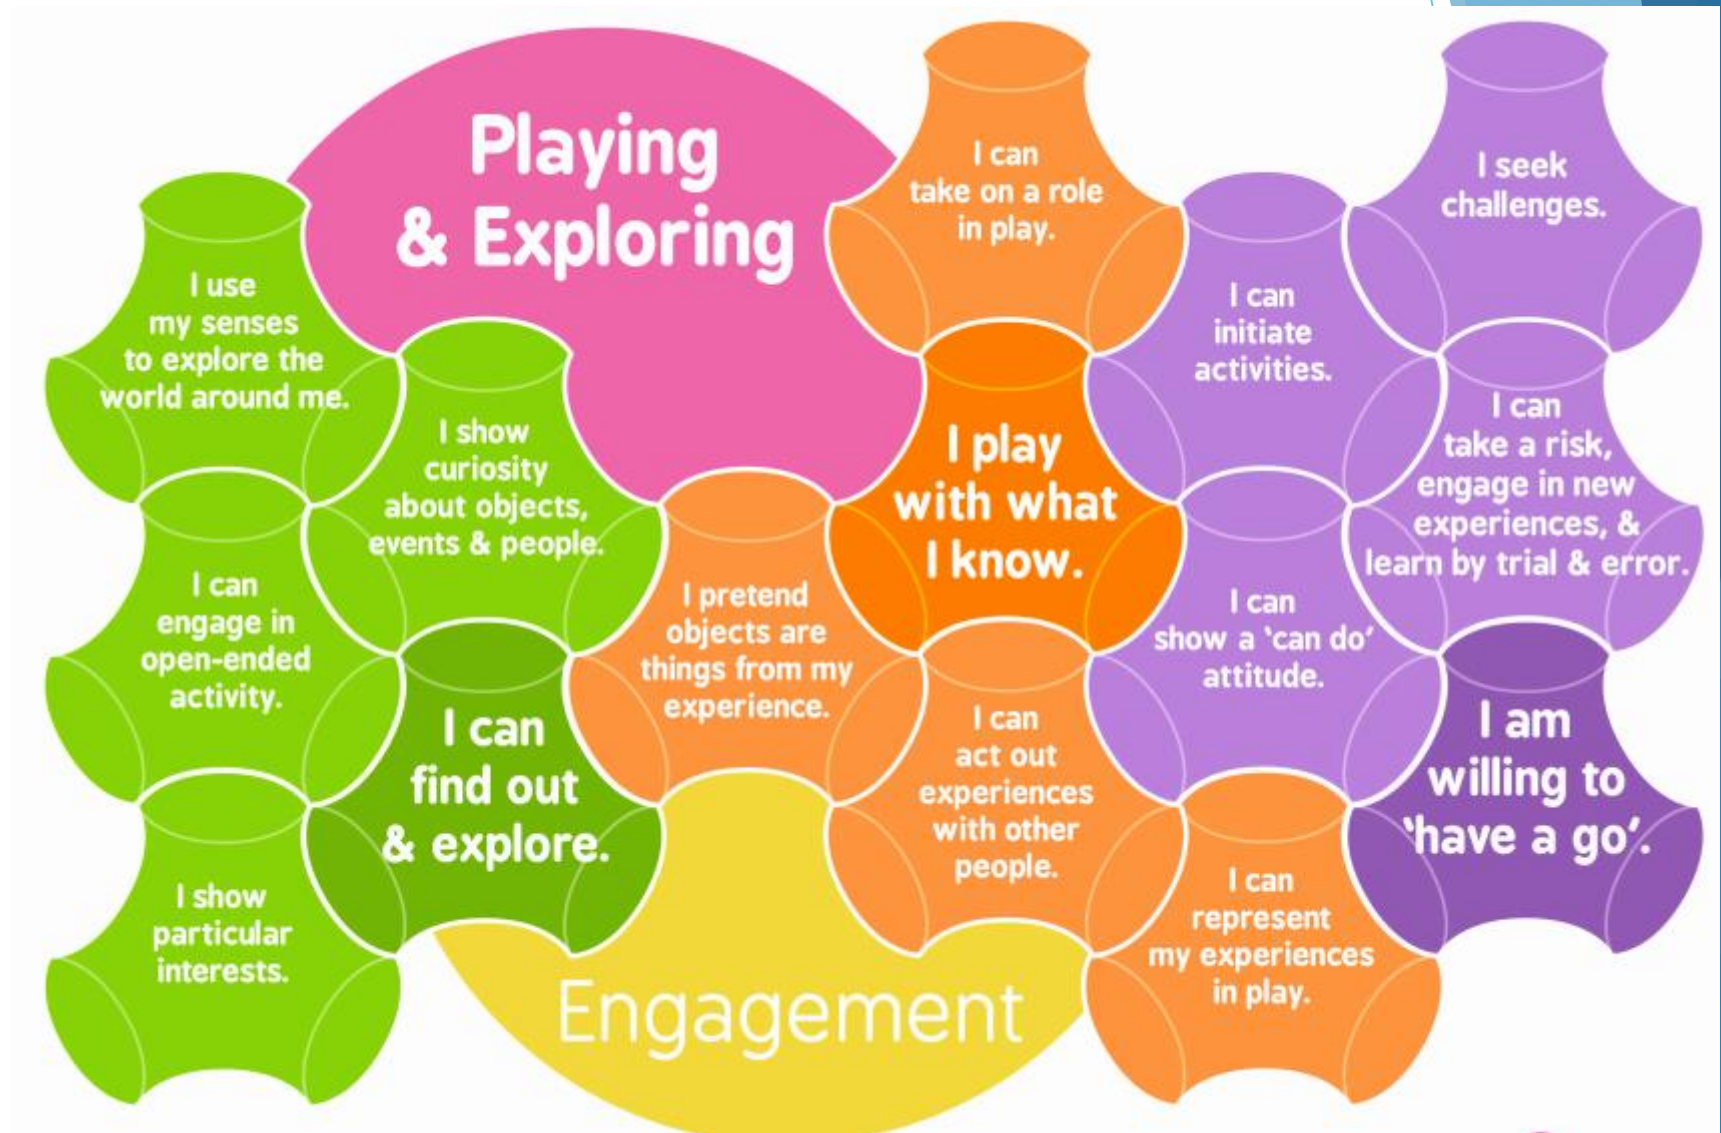 Playing
& Exploring
I use
my senses
to explore the
world around me.
I show
curiosity
about objects,
events & people.
I can
engage in
open-ended
activity.
I can
find out
& explore.
I show
particular
interests.
I can
take on a role
in play.
I play
with what
I know.
I pretend
objects are
things from my
experience.
I can
act out
experiences
with other
people.
I can
represent
my experiences
in play.
I seek
challenges.
I can
initiate
activities.
I can
take a risk,
engage in new
experiences, &
learn by trial & error.
I can
show a ‘can do’
attitude.
I am
willing to
‘have a go’.
Engagement